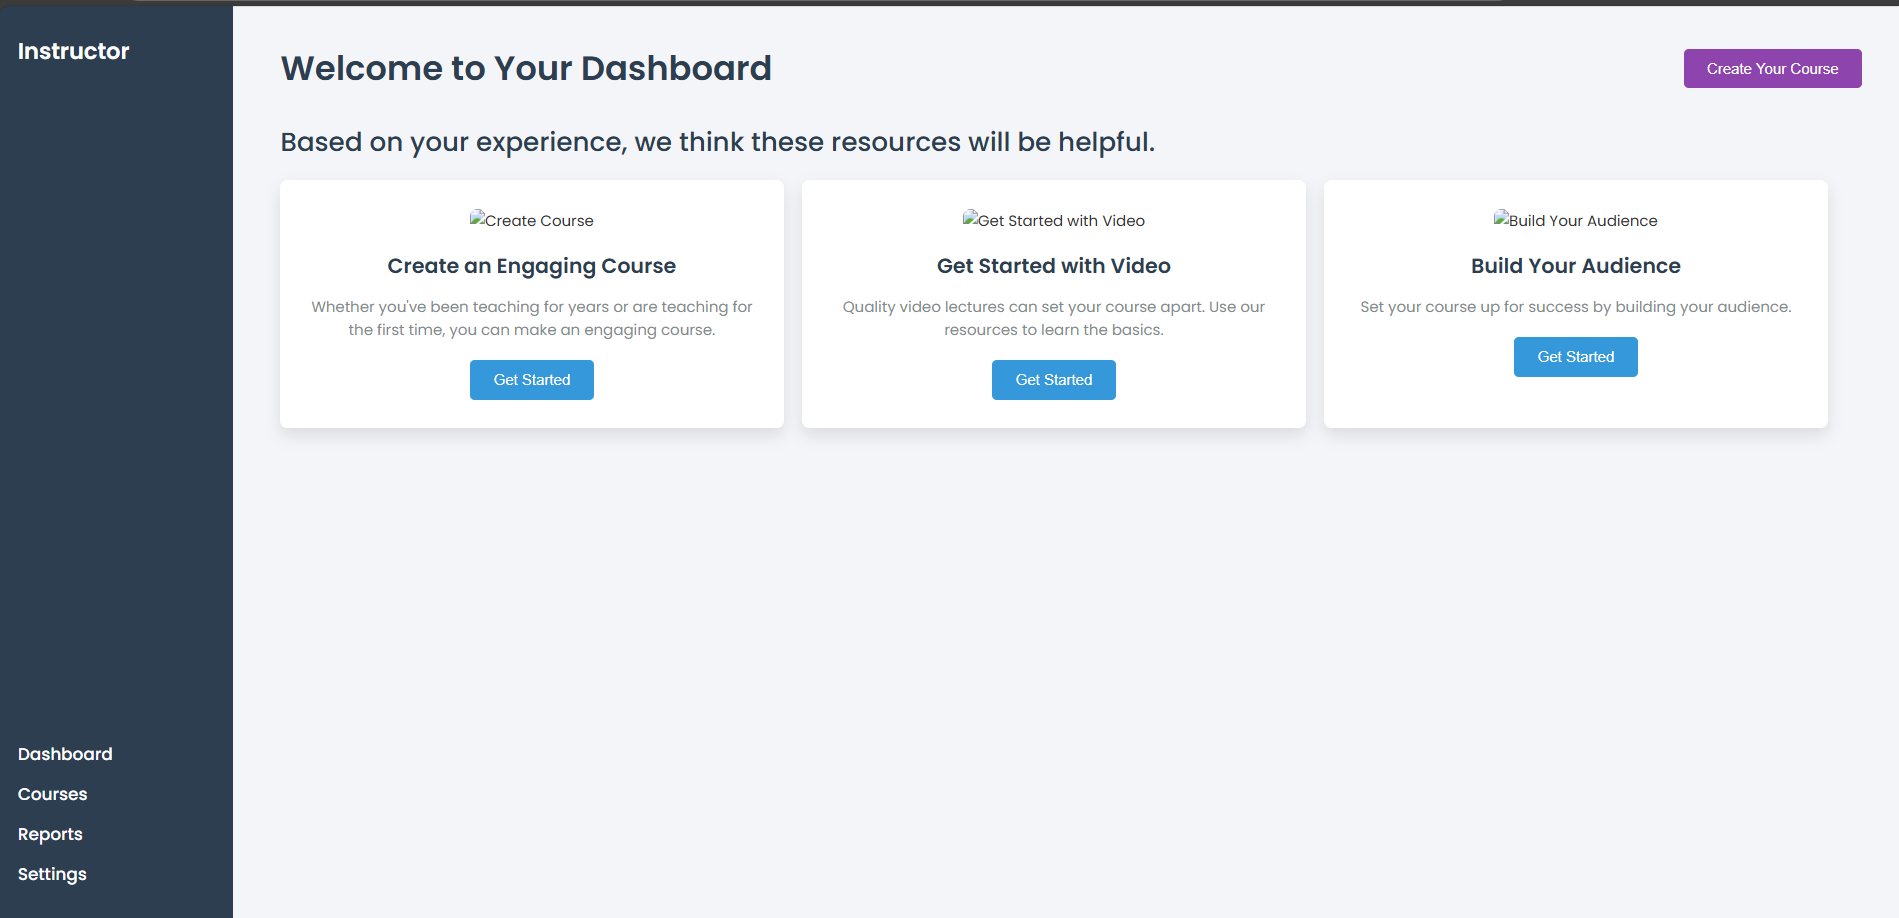 Instructor
Dashboard
Courses
Reports
Settings
Welcome to Your Dashboard
Create Your Course
Based on your experience, we think these resources will be helpful.
Create Course
Create an Engaging Course
Whether you've been teaching for years or are teaching for
the first time, you can make an engaging course.
Get Started
Get Started with Video
Get Started with Video
Quality video lectures can set your course apart. Use our
resources to learn the basics.
Get Started
Build Your Audience
Build Your Audience
Set your course up for success by building your audience.
Get Started